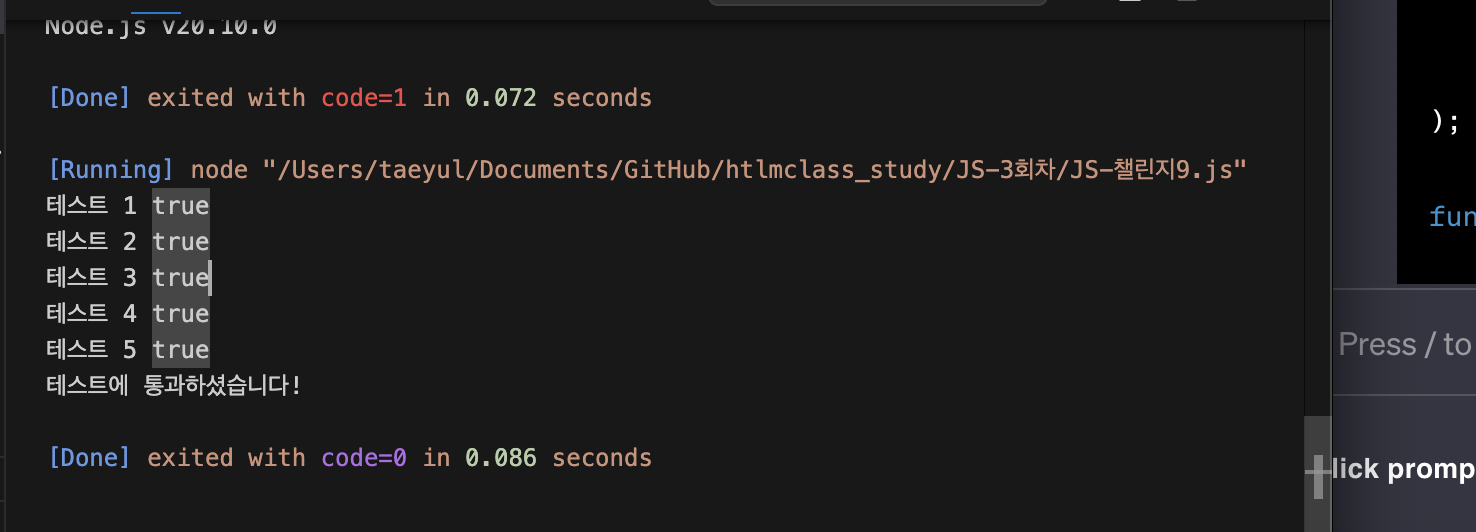 Node.js v20.10.0
[Done] exited with code=1 in 0.072 seconds
[Running] node "/Users/taeyul/Documents/GitHub/htlmclass_study/JS-3회차/JS-챌린지9.js"
테스트 1 true
테스트 2 true
테스트 3 true
테스트 4 true
테스트 5 true
테스트에 통과하셨습니다!
[Done] exited with code=0 in 0.086 seconds
);
fun
Press / to
lick promp